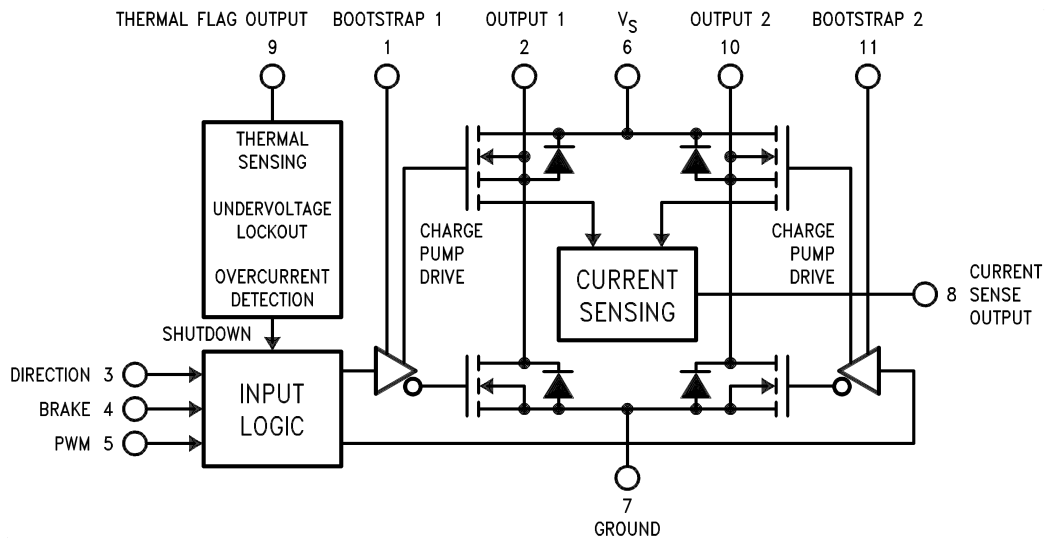 THERMAL FLAG OUTPUT
9
BOOTSTRAP 1
1
OUTPUT 1
2
VS
6
OUTPUT 2
10
BOOTSTRAP 2
11
THERMAL
SENSING
UNDERVOLTAGE
LOCKOUT
OVERCURRENT
DETECTION
CHARGE
PUMP
DRIVE
CURRENT
SENSING
CHARGE
PUMP
DRIVE
8
CURRENT
SENSE
OUTPUT
SHUTDOWN
DIRECTION 3
BRAKE 4
PWM 5
INPUT
LOGIC
7
GROUND